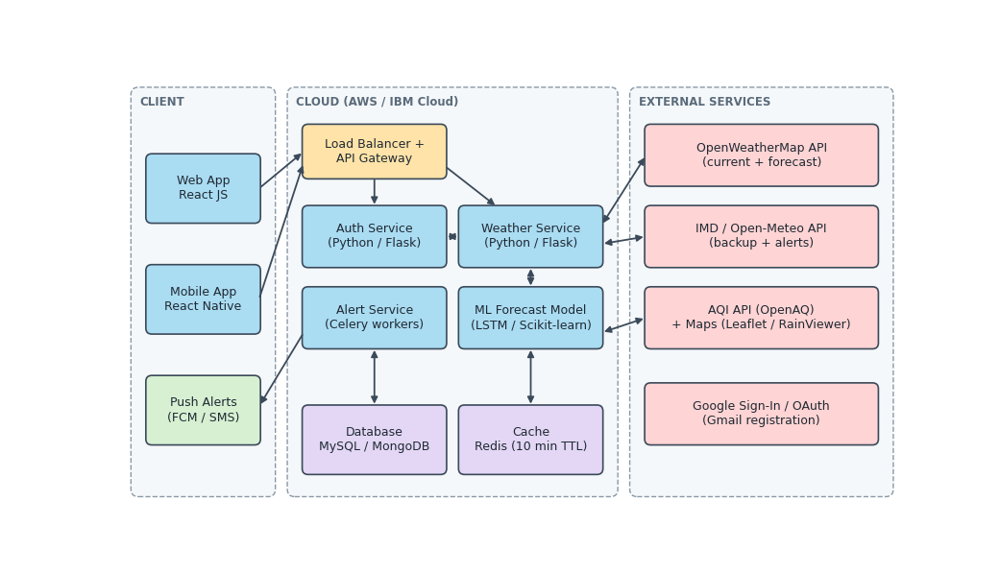 CLIENT
Web App
React JS
Mobile App
React Native
Push Alerts
(FCM / SMS)
CLOUD (AWS / IBM Cloud)
Load Balancer +
API Gateway
Auth Service
(Python / Flask)
Weather Service
(Python / Flask)
Alert Service
(Celery workers)
ML Forecast Model
(LSTM / Scikit-learn)
Database
MySQL / MongoDB
Cache
Redis (10 min TTL)
EXTERNAL SERVICES
OpenWeatherMap API
(current + forecast)
IMD / Open-Meteo API
(backup + alerts)
AQI API (OpenAQ)
+ Maps (Leaflet / RainViewer)
Google Sign-In / OAuth
(Gmail registration)